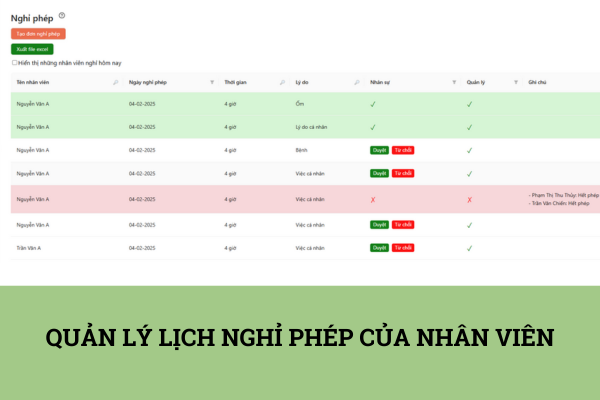 Nghỉ phép
Tạo đơn nghỉ phép
Xuất file excel
Hiển thị những nhân viên nghỉ hôm nay
Tên nhân viên Ngày nghỉ phép Thời gian Lý do Nhân sự Quản lý Ghi chú
Nguyễn Văn A 04-02-2025 4 giờ Ốm ✓ ✓
Nguyễn Văn A 04-02-2025 4 giờ Lý do cá nhân ✓ ✓
Nguyễn Văn A 04-02-2025 4 giờ Bệnh Duyệt Từ chối ✓
Nguyễn Văn A 04-02-2025 4 giờ Việc cá nhân Duyệt Từ chối ✓
Nguyễn Văn A 04-02-2025 4 giờ Việc cá nhân X X - Phạm Thị Thu Thủy: Hết phép
- Trần Văn Chiến: Hết phép
Nguyễn Văn A 04-02-2025 4 giờ Việc cá nhân Duyệt Từ chối ✓
Trần Văn A 04-02-2025 4 giờ Việc cá nhân Duyệt Từ chối ✓
QUẢN LÝ LỊCH NGHỈ PHÉP CỦA NHÂN VIÊN